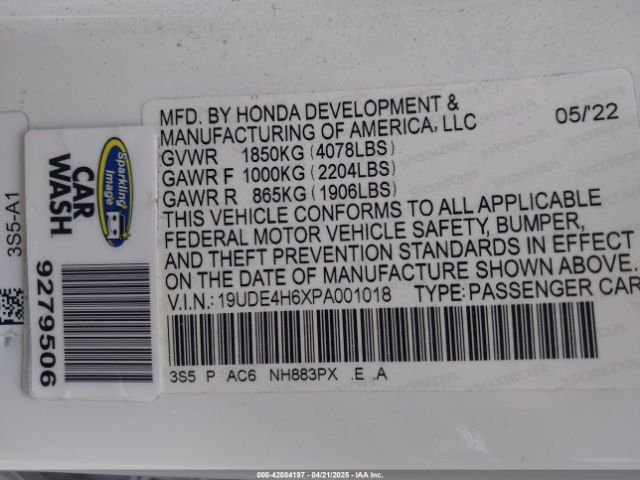 MFD. BY HONDA DEVELOPMENT &
MANUFACTURING OF AMERICA, LLC 05/'22
GVWR 1850KG (4078LBS)
GAWR F 1000KG (2204LBS)
GAWR R 865KG (1906LBS)
THIS VEHICLE CONFORMS TO ALL APPLICABLE
FEDERAL MOTOR VEHICLE SAFETY, BUMPER,
AND THEFT PREVENTION STANDARDS IN EFFECT
ON THE DATE OF MANUFACTURE SHOWN ABOVE.
V.I.N.: 19UDE4H6XPA001018 TYPE: PASSENGER CAR
3S5 P AC6 NH883PX .E .A
3S5-A1
Sparkling
Image
CAR
WASH
9279506
000-42084197 - 04/21/2025 - IAA Inc.